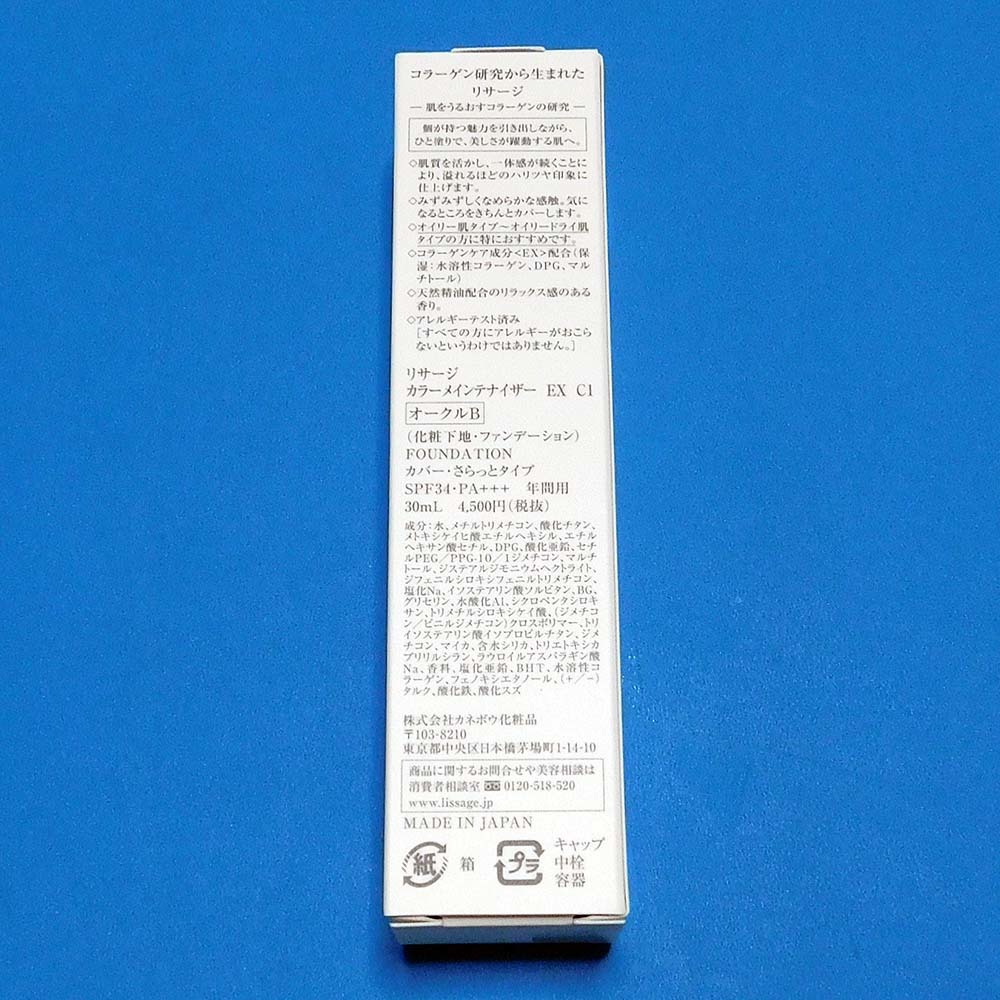 コラーゲン研究から生まれた
リサージ
― 肌をうるおすコラーゲンの研究 ―
個が持つ魅力を引き出しながら、
ひと塗りで、美しさが躍動する肌へ。
◇肌質を活かし、一体感が続くことに
より、溢れるほどのハリツヤ印象に
仕上げます。
◇みずみずしくなめらかな感触。気に
なるところをきちんとカバーします。
◇オイリー肌タイプ～オイリードライ肌
タイプの方に特におすすめです。
◇コラーゲンケア成分<EX>配合(保
湿:水溶性コラーゲン、DPG、マル
チトール)
◇天然精油配合のリラックス感のある
香り。
◇アレルギーテスト済み
[すべての方にアレルギーがおこら
ないというわけではありません。]
リサージ
カラーメインテナイザー EX C1
オークルB
(化粧下地・ファンデーション)
FOUNDATION
カバー・さらっとタイプ
SPF34・PA+++ 年間用
30mL 4,500円(税抜)
成分:水、メチルトリメチコン、酸化チタン、
メトキシケイヒ酸エチルヘキシル、エチル
ヘキサン酸セチル、DPG、酸化亜鉛、セチ
ルPEG/PPG-10/1ジメチコン、マルチ
トール、ジステアルジモニウムヘクトライト、
ジフェニルシロキシフェニルトリメチコン、
塩化Na、イソステアリン酸ソルビタン、BG、
グリセリン、水酸化Al、シクロペンタシロキ
サン、トリメチルシロキシケイ酸、(ジメチコ
ン/ビニルジメチコン)クロスポリマー、トリ
イソステアリン酸イソプロピルチタン、ジメ
チコン、マイカ、含水シリカ、トリエトキシカ
プリリルシラン、ラウロイルアスパラギン酸
Na、香料、塩化亜鉛、BHT、水溶性コ
ラーゲン、フェノキシエタノール、(+/-)
タルク、酸化鉄、酸化スズ
株式会社カネボウ化粧品
〒103-8210
東京都中央区日本橋茅場町1-14-10
商品に関するお問合せや美容相談は
消費者相談室 0120-518-520
www.lissage.jp
MADE IN JAPAN
紙 箱 プラ キャップ
中栓
容器